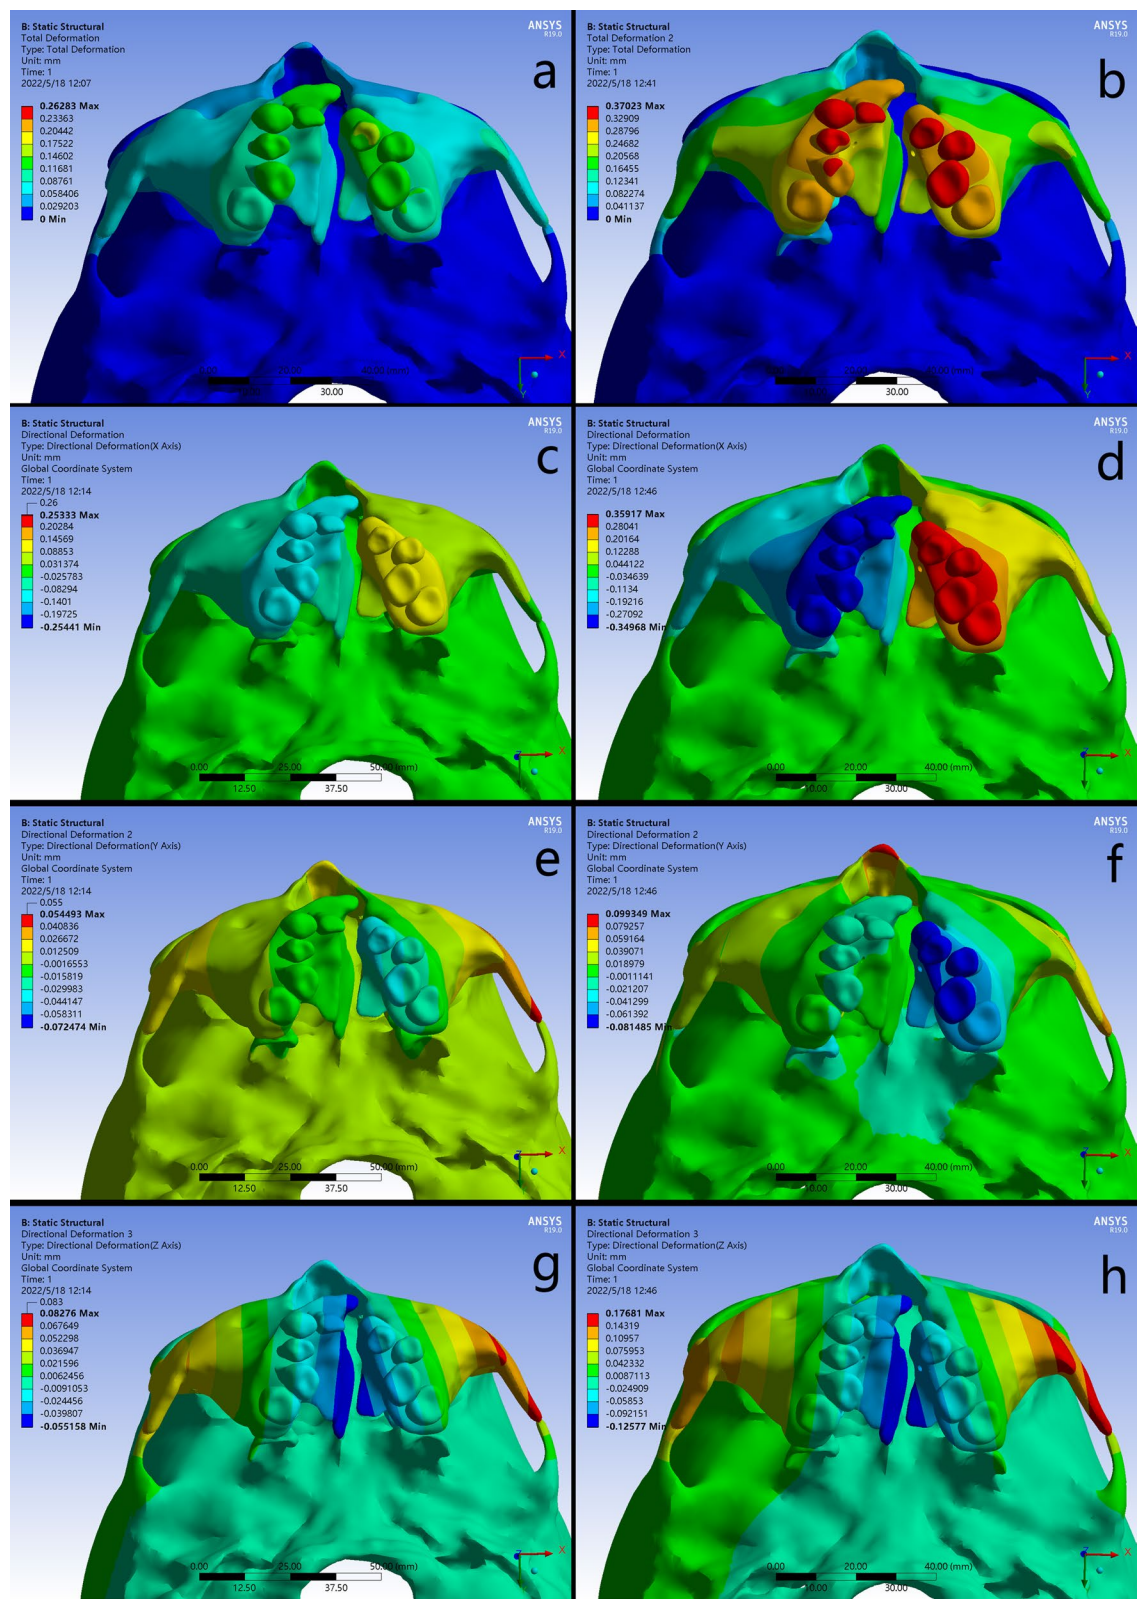 B: Static Structural
Total Deformation
Type: Total Deformation
Unit: mm
Time: 1
2022/5/18 12:07
0.26283 Max
0.23363
0.20442
0.17522
0.14602
0.11681
0.08761
0.058406
0.029203
0 Min
ANSYS
R19.0
a
0.00
20.00
40.00 (mm)
30.00
X
Y
B: Static Structural
Total Deformation 2
Type: Total Deformation
Unit: mm
Time: 1
2022/5/18 12:41
0.37023 Max
0.32909
0.28796
0.24682
0.20568
0.16455
0.12341
0.082274
0.041137
0 Min
ANSYS
R19.0
b
20.00
40.00 (mm)
30.00
X
Y
B: Static Structural
Directional Deformation
Type: Directional Deformation(X Axis)
Unit: mm
Global Coordinate System
Time: 1
2022/5/18 12:14
0.26
0.25333 Max
0.20284
0.14569
0.08853
0.031374
-0.025783
-0.08294
-0.1401
-0.19725
-0.25441 Min
ANSYS
R19.0
c
0.00
25.00
50.00 (mm)
12.50
37.50
Z
X
B: Static Structural
Directional Deformation
Type: Directional Deformation(X Axis)
Unit: mm
Global Coordinate System
Time: 1
2022/5/18 12:46
0.35917 Max
0.28041
0.20164
0.12288
0.044122
-0.034639
-0.1134
-0.19216
-0.27092
-0.34968 Min
ANSYS
R19.0
d
0.00
20.00
40.00 (mm)
10.00
30.00
Z
X
B: Static Structural
Directional Deformation 2
Type: Directional Deformation(Y Axis)
Unit: mm
Global Coordinate System
Time: 1
2022/5/18 12:14
0.055
0.054493 Max
0.040836
0.026672
0.012509
-0.0016553
-0.015819
-0.029983
-0.044147
-0.058311
-0.072474 Min
ANSYS
R19.0
e
0.00
25.00
50.00 (mm)
12.50
37.50
Z
X
B: Static Structural
Directional Deformation 2
Type: Directional Deformation(Y Axis)
Unit: mm
Global Coordinate System
Time: 1
2022/5/18 12:46
0.099349 Max
0.079257
0.059164
0.039071
0.018979
-0.0011141
-0.021207
-0.041299
-0.061392
-0.081485 Min
ANSYS
R19.0
f
0.00
20.00
40.00 (mm)
10.00
30.00
Z
X
B: Static Structural
Directional Deformation 3
Type: Directional Deformation(Z Axis)
Unit: mm
Global Coordinate System
Time: 1
2022/5/18 12:14
0.083
0.08276 Max
0.067649
0.052298
0.036947
0.021596
0.0062456
-0.0091053
-0.024456
-0.039807
-0.055158 Min
ANSYS
R19.0
g
0.00
25.00
50.00 (mm)
12.50
37.50
Z
X
B: Static Structural
Directional Deformation 3
Type: Directional Deformation(Z Axis)
Unit: mm
Global Coordinate System
Time: 1
2022/5/18 12:46
0.17681 Max
0.14319
0.10957
0.075953
0.042332
0.0087113
-0.024909
-0.05853
-0.092151
-0.12577 Min
ANSYS
R19.0
h
0.00
20.00
40.00 (mm)
10.00
30.00
Z
X